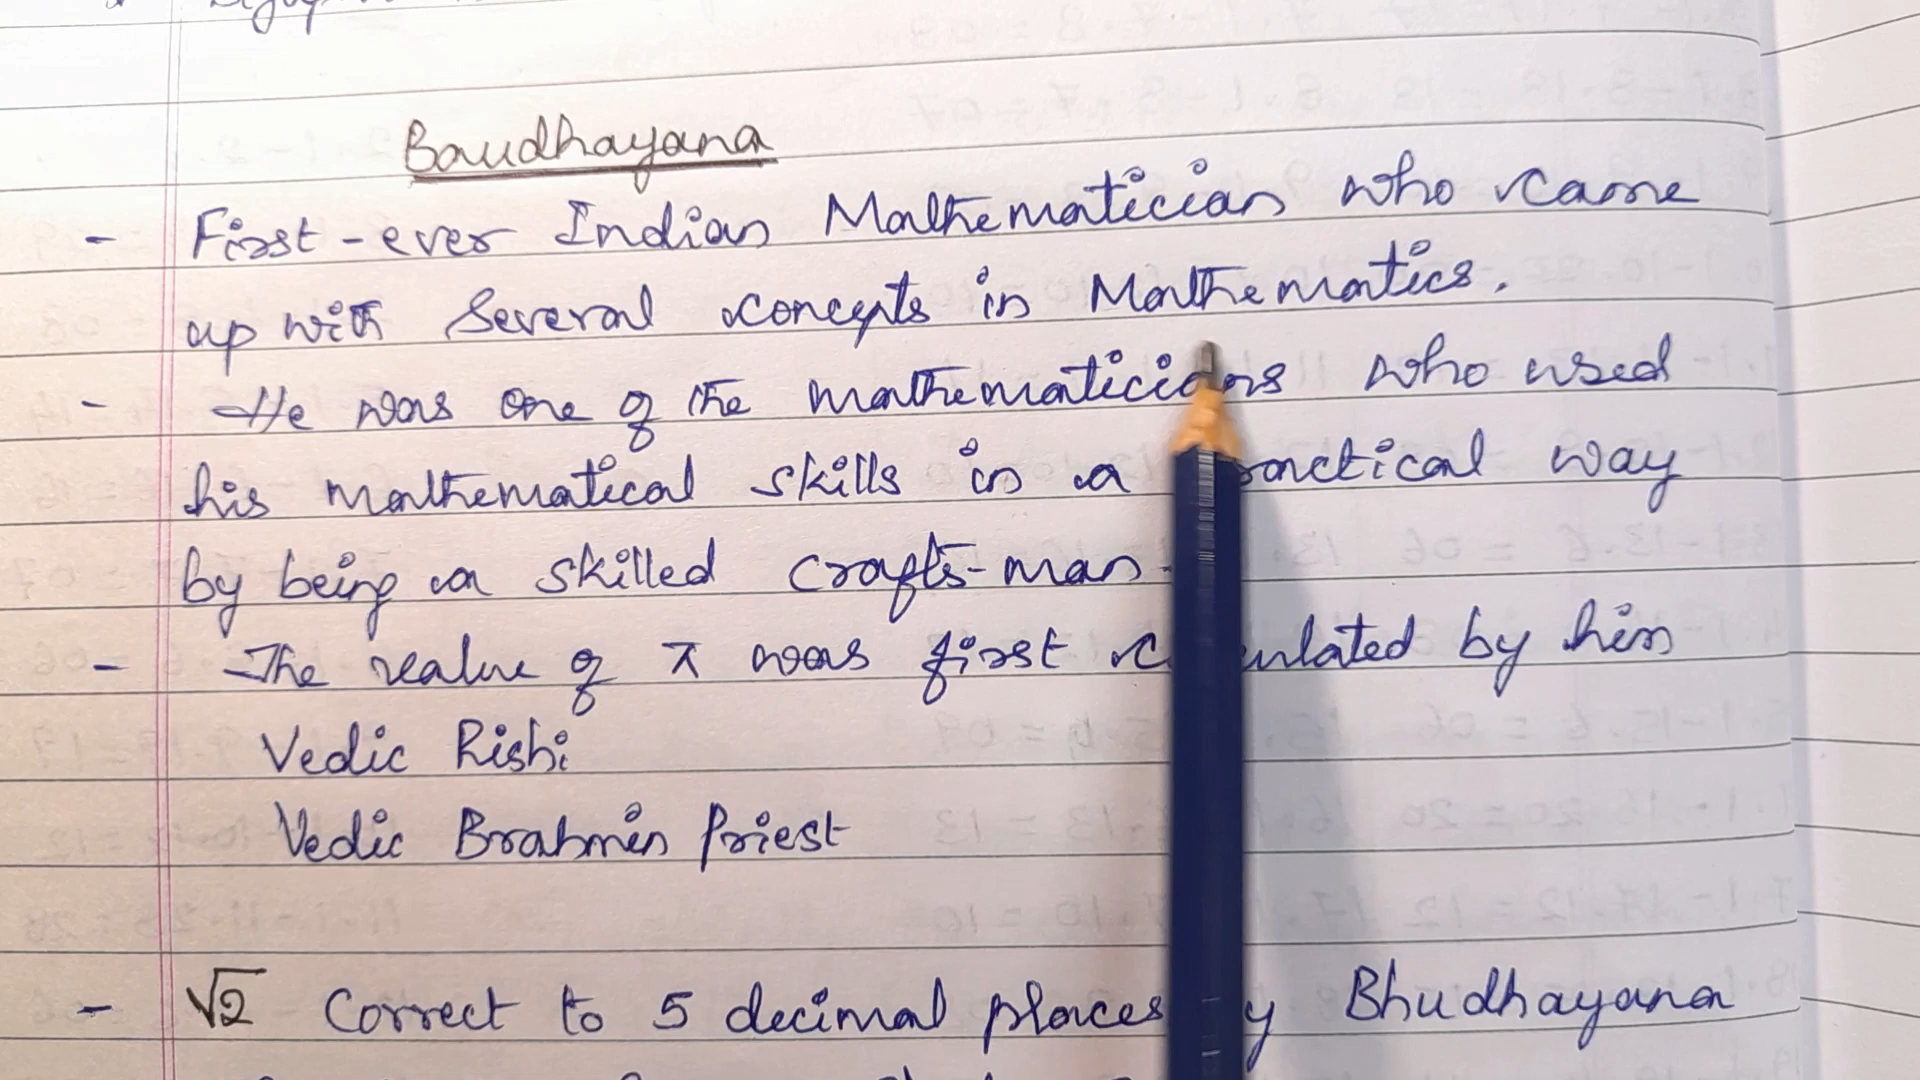 Baudhayana
- First-ever Indian Mathematician who came
up with several concepts in Mathematics.
- He was one of the mathematicians who used
his mathematical skills in a practical way
by being a skilled crafts-man
- The value of π was first calculated by him
Vedic Rishi
Vedic Brahmin Priest
- √2 Correct to 5 decimal places by Bhudhayana